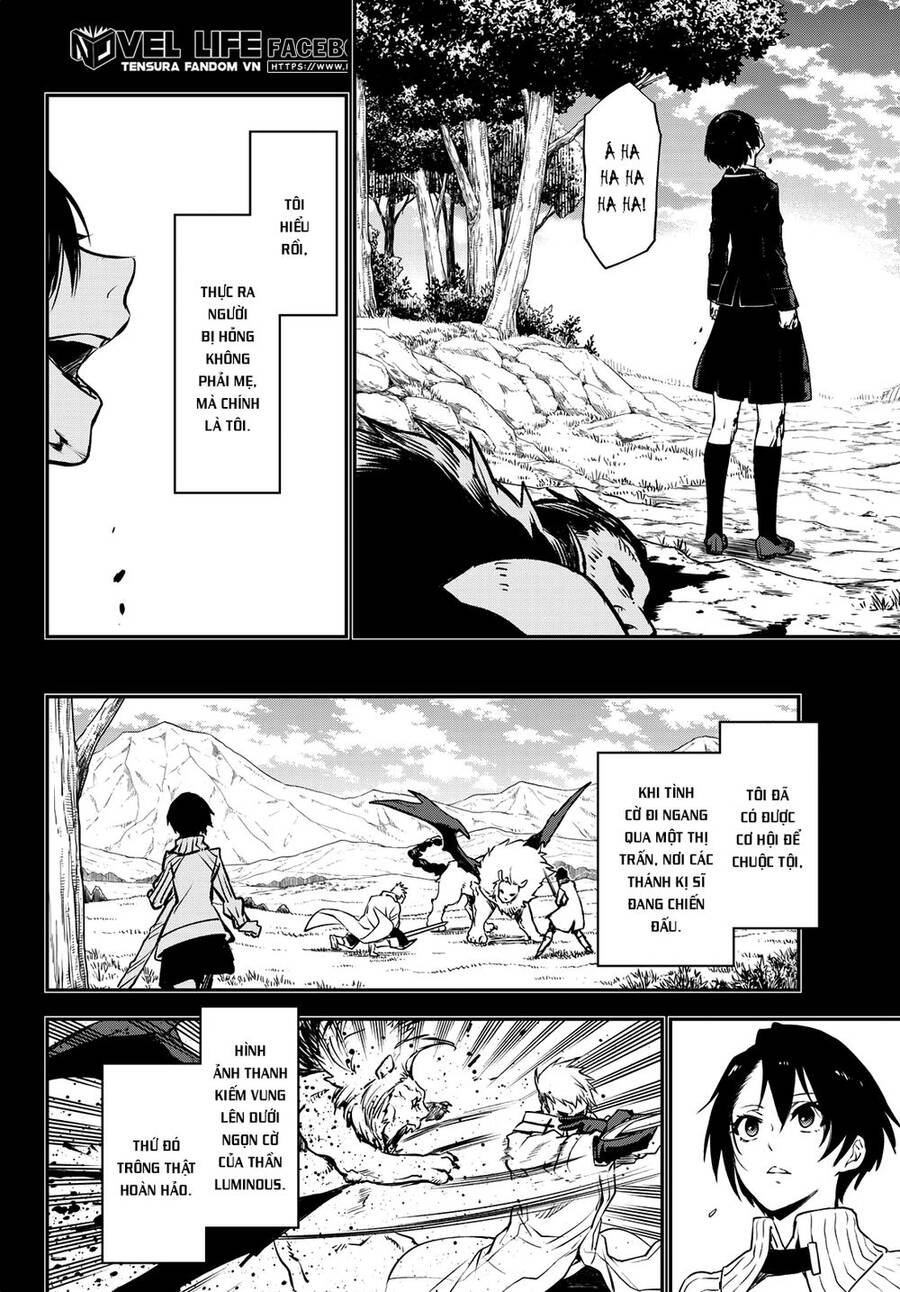 NOVEL LIFE FACEBO
TENSURA FANDOM VN HTTPS://WWW.
Á HA
HA HA
HA HA!
TÔI
HIỂU
RỒI,
THỰC RA
NGƯỜI
BỊ HỎNG
KHÔNG
PHẢI MẸ,
MÀ CHÍNH
LÀ TÔI.
TÔI ĐÃ
CÓ ĐƯỢC
CƠ HỘI ĐỂ
CHUỘC TỘI,
KHI TÌNH
CỜ ĐI NGANG
QUA MỘT THỊ
TRẤN, NƠI CÁC
THÁNH KỊ SĨ
ĐANG CHIẾN
ĐẤU.
HÌNH
ẢNH THANH
KIẾM VUNG
LÊN DƯỚI
NGỌN CỜ
CỦA THẦN
LUMINOUS.
THỨ ĐÓ
TRÔNG THẬT
HOÀN HẢO.